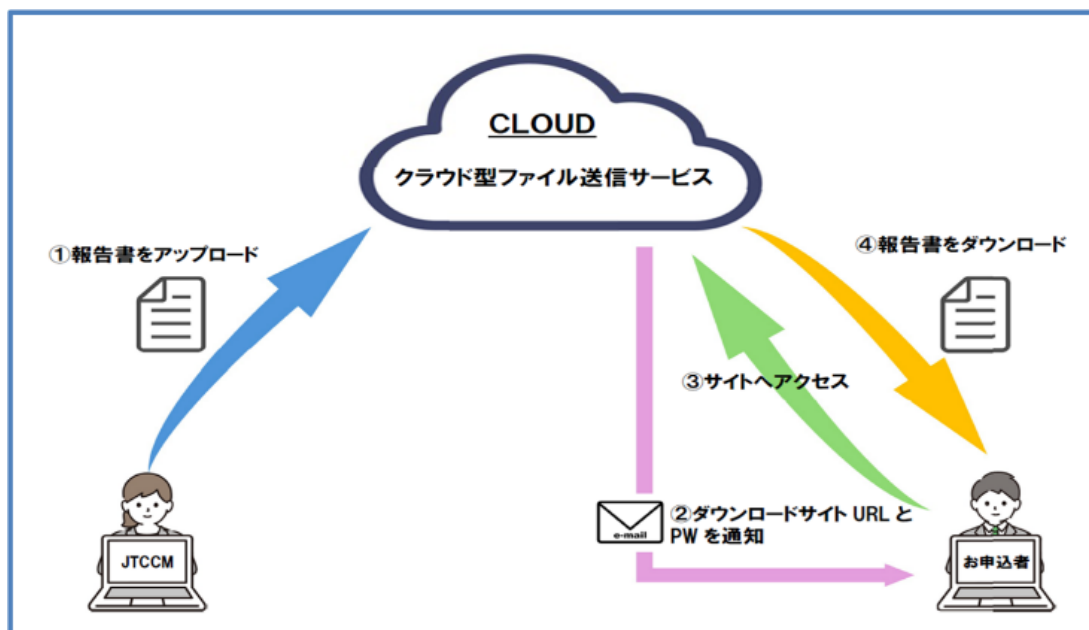 CLOUD
クラウド型ファイル送信サービス
①報告書をアップロード
④報告書をダウンロード
③サイトへアクセス
②ダウンロードサイト URL と
PW を通知
e-mail
JTCCM
お申込者